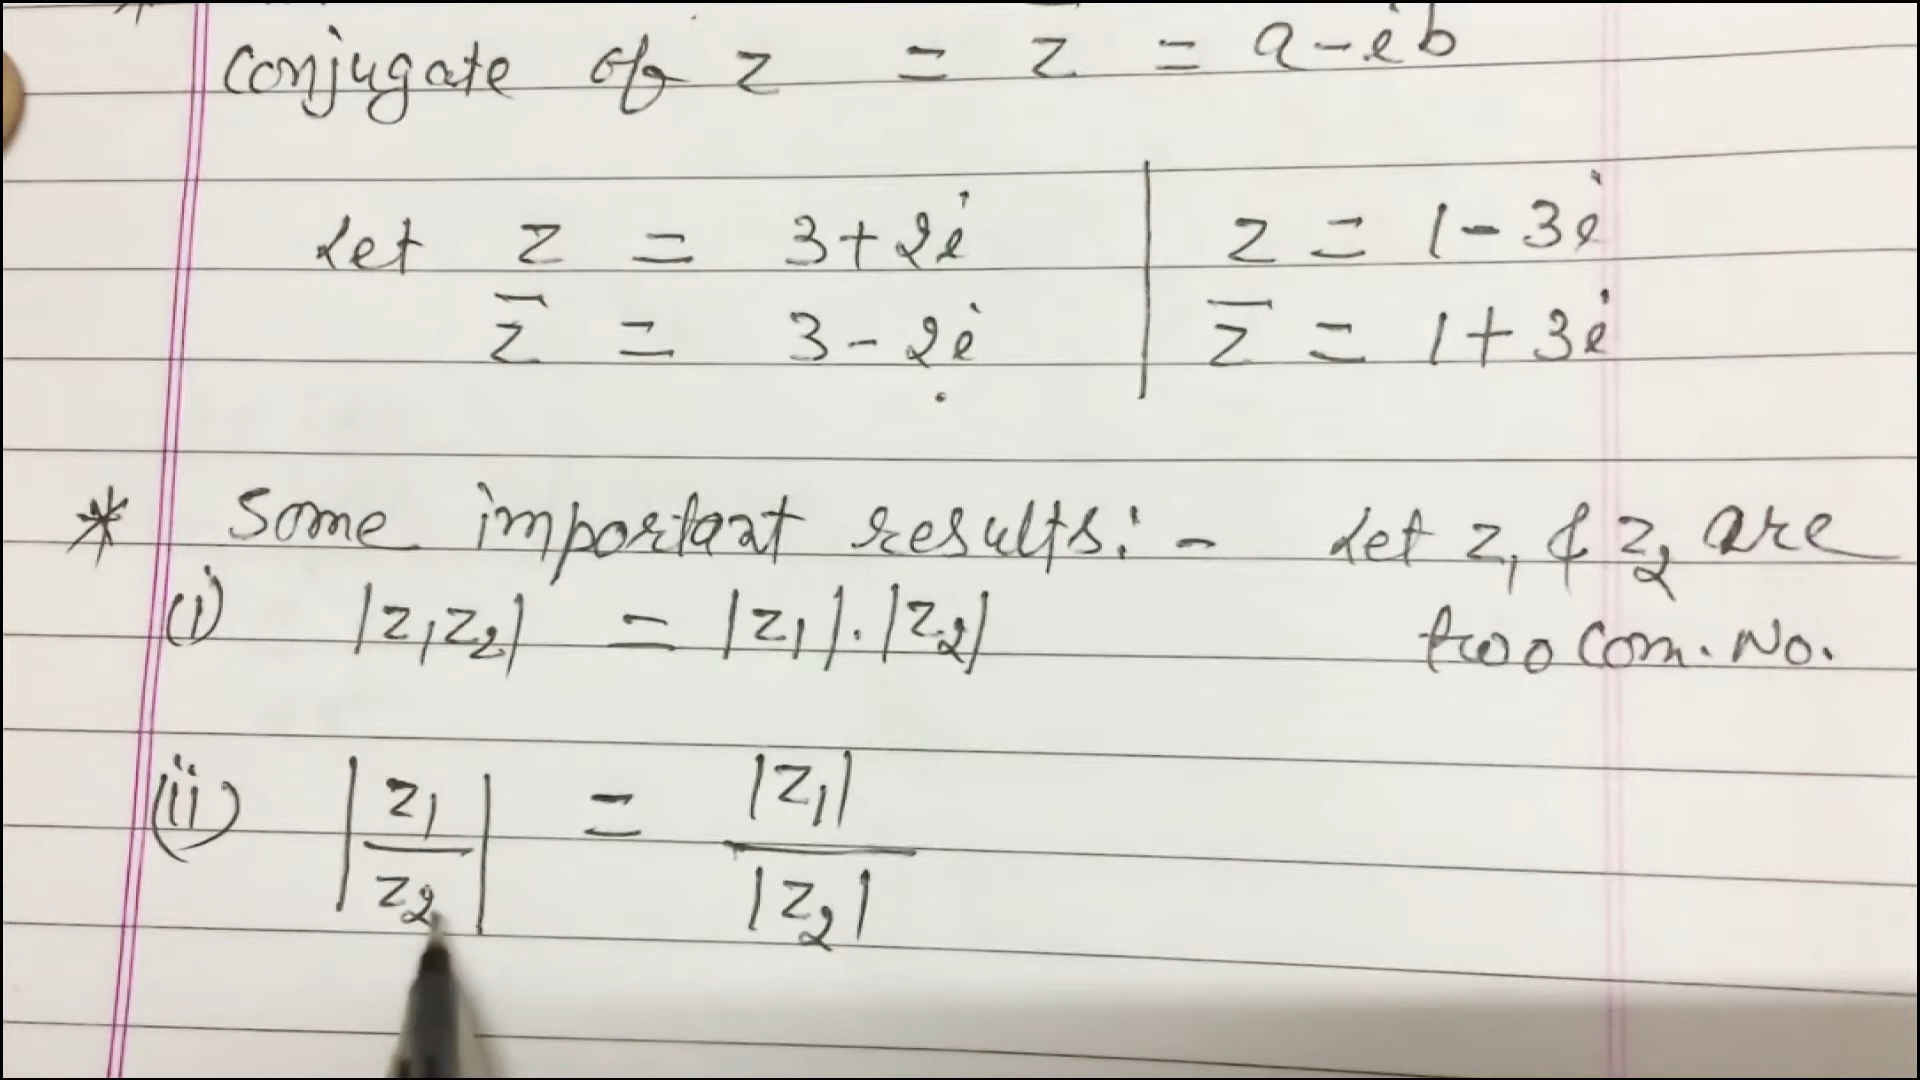 conjugate of z = z̅ = a-ib
Let z = 3+2i
z̅ = 3-2i
z = 1-3i
z̅ = 1+3i
* Some important results:- Let z₁ & z₂ are
two com. No.
(i) |z₁z₂| = |z₁|.|z₂|
(ii) |z₁/z₂| = |z₁|/|z₂|